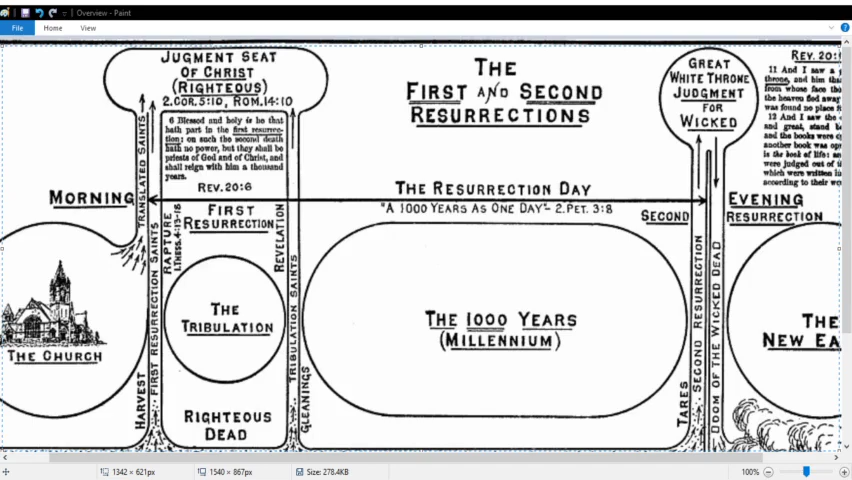 Overview - Paint
File
Home
View
JUGMENT SEAT
OF CHRIST
(RIGHTEOUS)
2.COR.5:10, ROM.14:10
6 Blessed and holy is he that
hath part in the first resurrec-
tion; on such the second death
hath no power, but they shall be
priests of God and of Christ, and
shall reign with him a thousand
years.
REV.20:6
THE
FIRST AND SECOND
RESURRECTIONS
GREAT
WHITE THRONE
JUDGMENT
FOR
WICKED
REV. 20:
11 And I saw a
throne, and him
from whose face
the heaven fled away
was found no place
12 And I saw the
and great, stand
and the books were
another book was
is the book of life:
were judged out of
which were written
according to their
TRANSLATED SAINTS
MORNING
THE RESURRECTION DAY
"A 1000 YEARS AS ONE DAY"- 2.PET. 3:8
FIRST
RESURRECTION
SECOND
EVENING
RESURRECTION
RAPTURE
I.THESS.4:13-18
REVELATION
THE CHURCH
HARVEST
FIRST RESURRECTION SAINTS
THE
TRIBULATION
RIGHTEOUS
DEAD
TRIBULATION SAINTS
GLEANINGS
THE 1000 YEARS
(MILLENNIUM)
TARES
SECOND RESURRECTION
DOOM OF THE WICKED DEAD
THE
NEW EA
1342 × 621px
1540 × 867px
Size: 278.4KB
100%